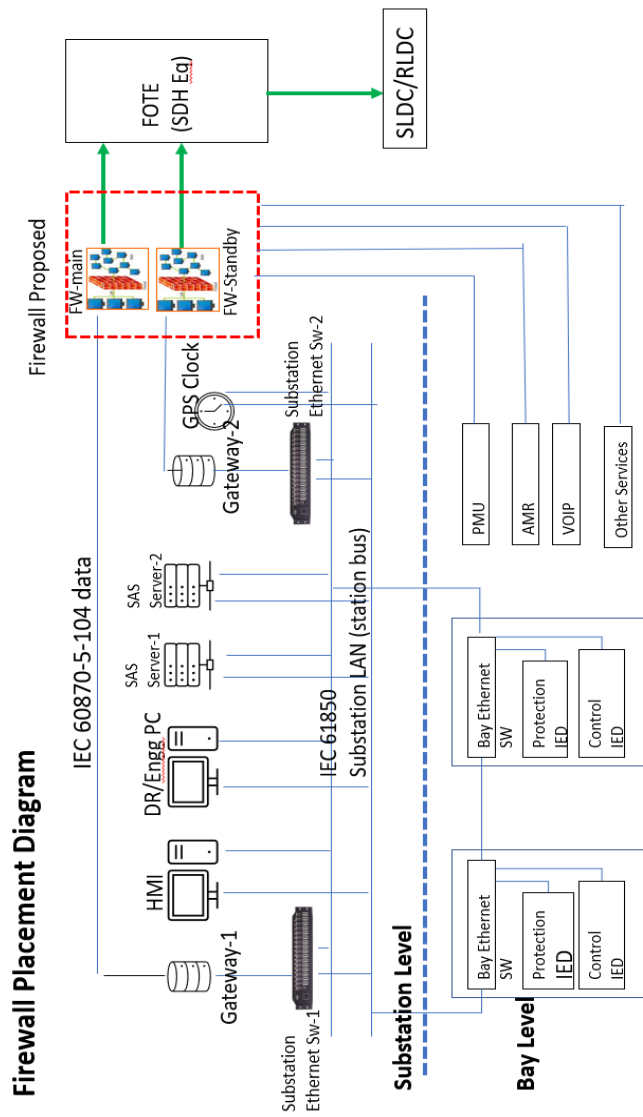 Firewall Placement Diagram
Firewall Proposed
IEC 60870-5-104 data
FW-main
FW-Standby
FOTE
(SDH Eq)
SLDC/RLDC
Gateway-1
HMI
DR/Engg PC
SAS
Server-1
SAS
Server-2
Gateway-2
GPS Clock
Substation
Ethernet Sw-1
Substation
Ethernet Sw-2
IEC 61850
Substation LAN (station bus)
Substation Level
Bay Level
Bay Ethernet
SW
Protection
IED
Control
IED
Bay Ethernet
SW
Protection
IED
Control
IED
PMU
AMR
VOIP
Other Services